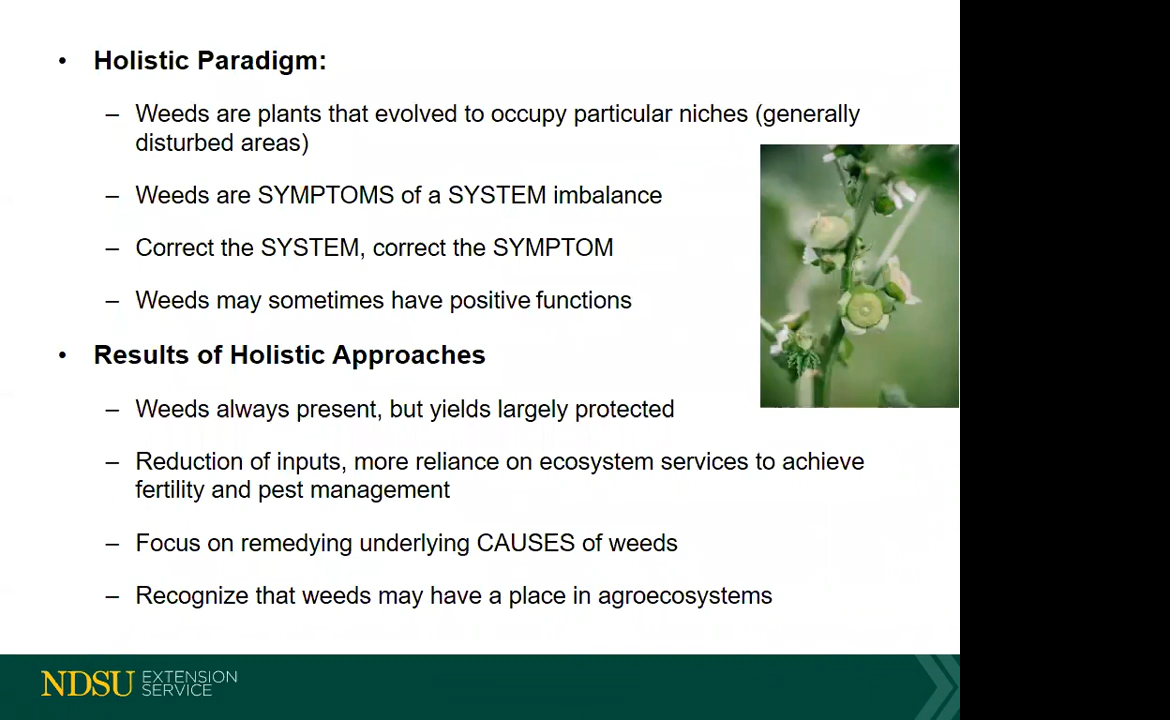 • Holistic Paradigm:
– Weeds are plants that evolved to occupy particular niches (generally
disturbed areas)
– Weeds are SYMPTOMS of a SYSTEM imbalance
– Correct the SYSTEM, correct the SYMPTOM
– Weeds may sometimes have positive functions
• Results of Holistic Approaches
– Weeds always present, but yields largely protected
– Reduction of inputs, more reliance on ecosystem services to achieve
fertility and pest management
– Focus on remedying underlying CAUSES of weeds
– Recognize that weeds may have a place in agroecosystems
NDSU EXTENSION
SERVICE